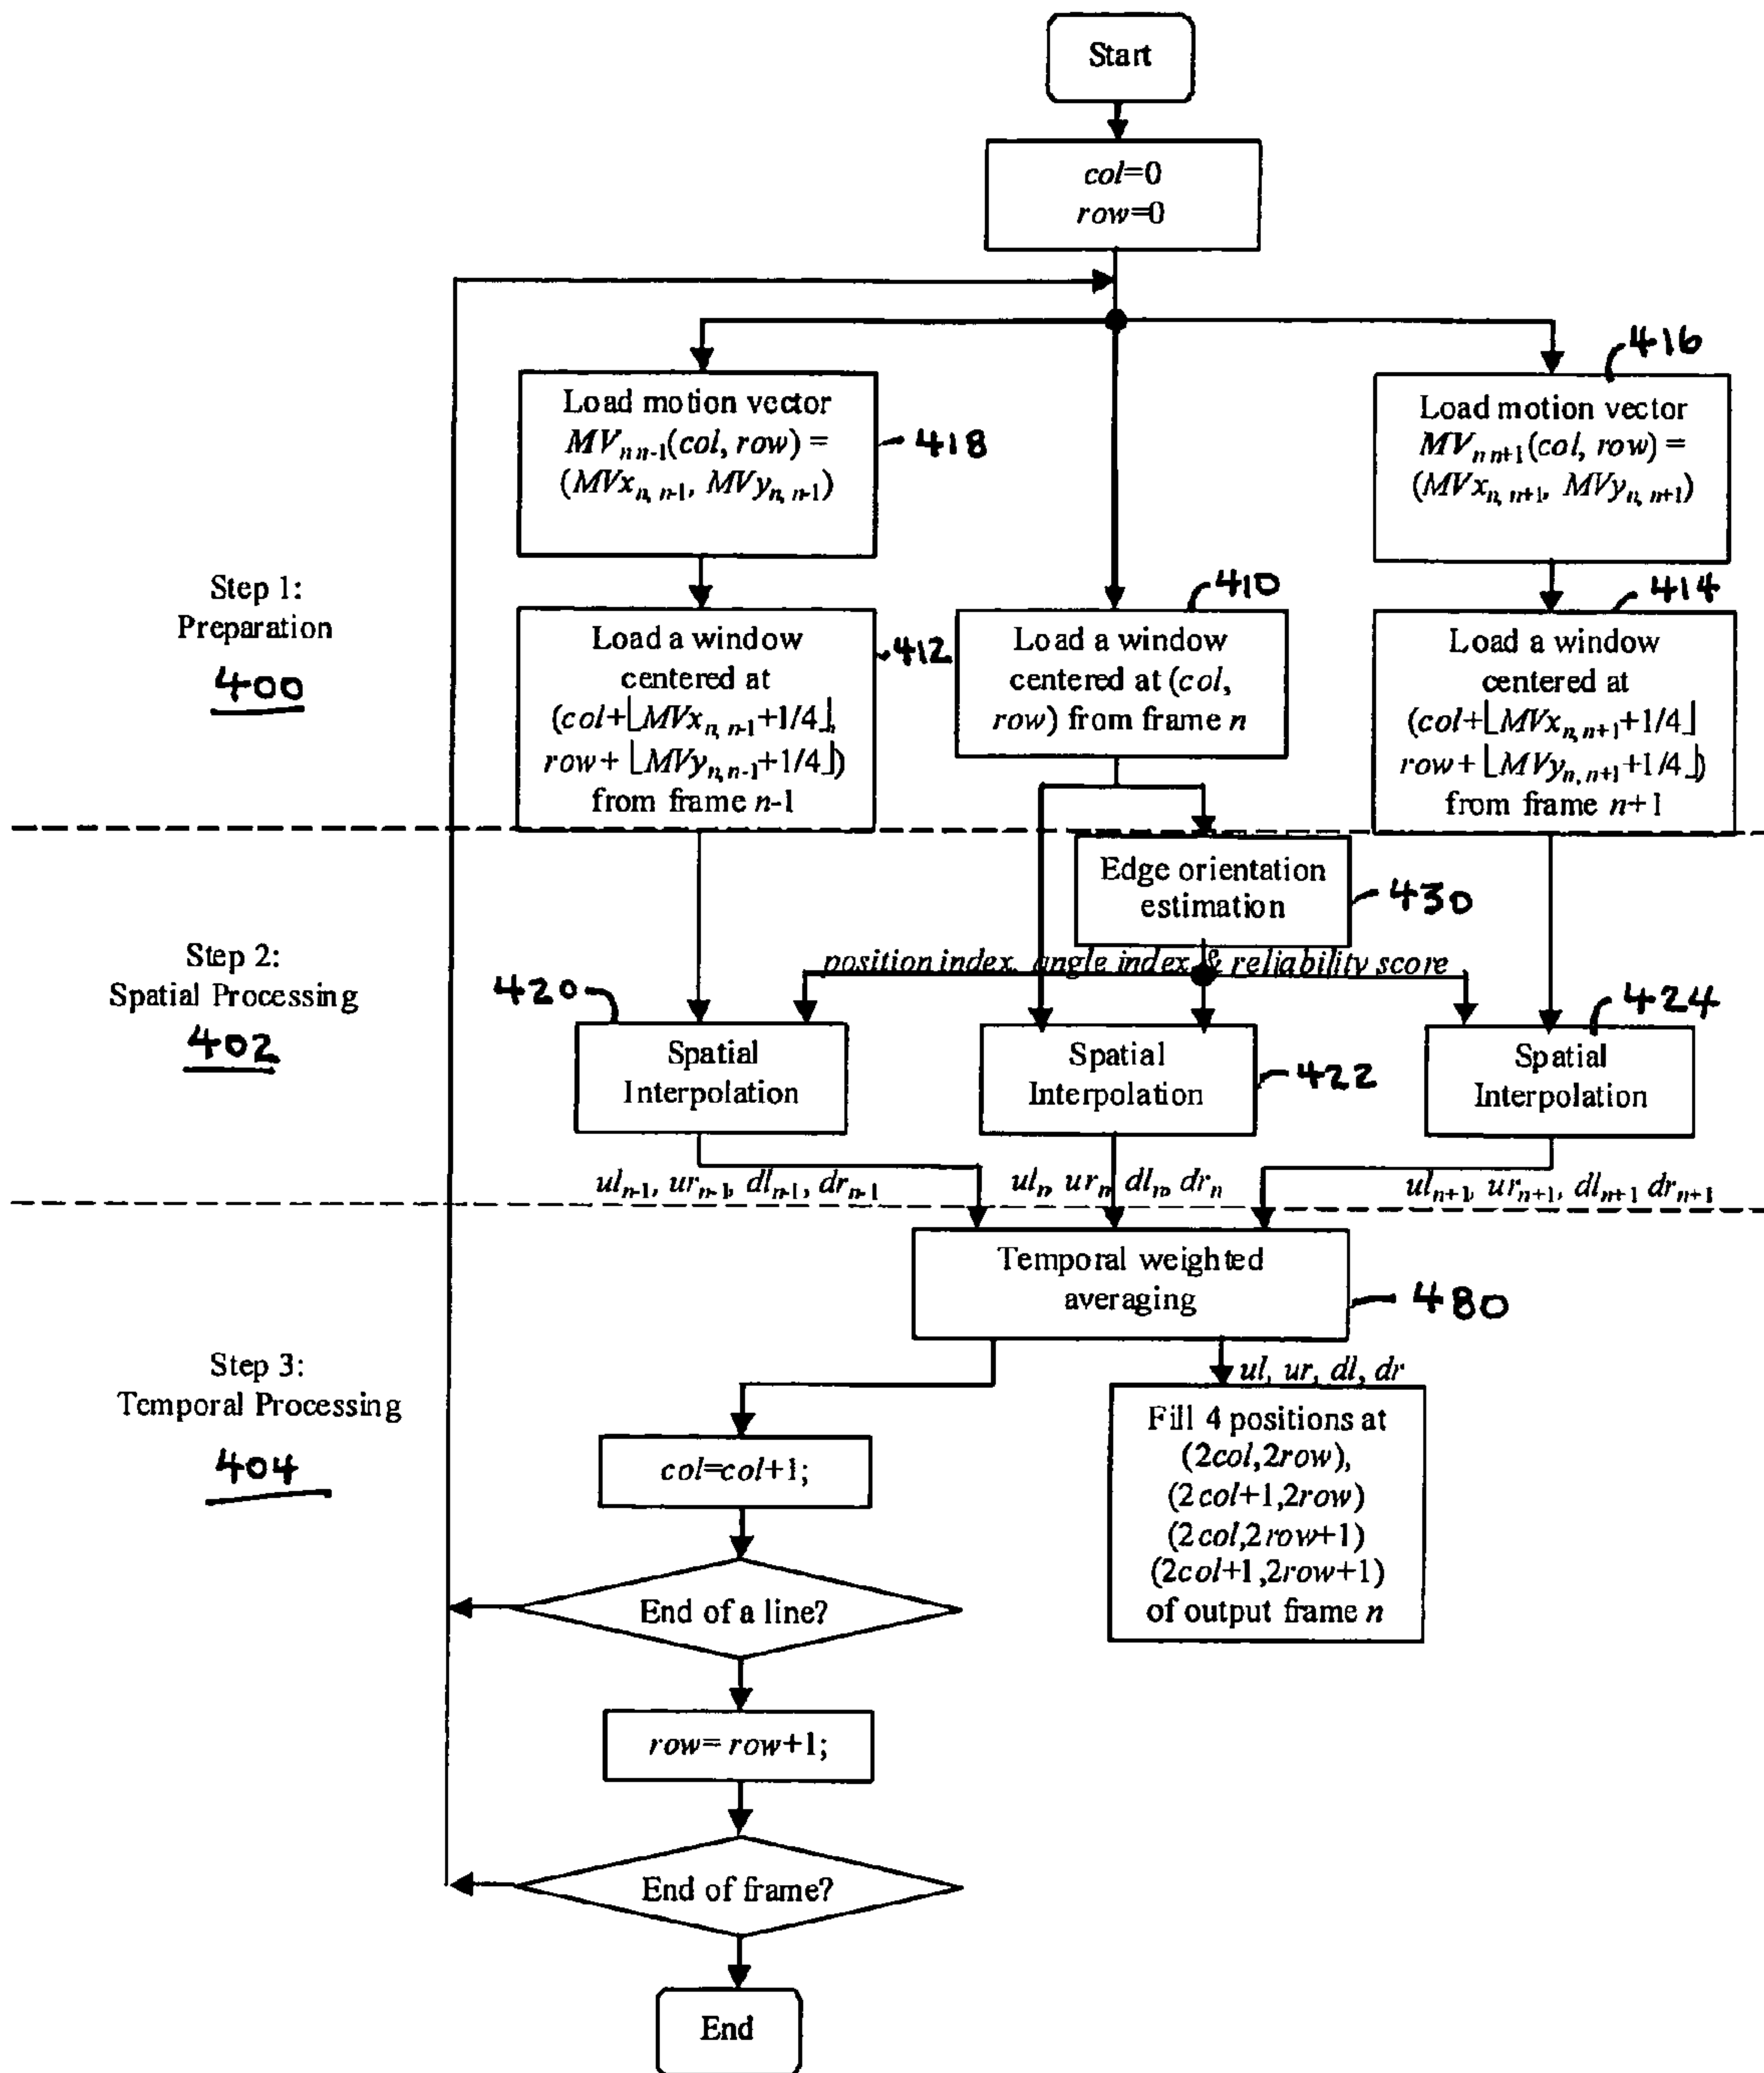 Start
col=0
row=0
416
Load motion vector
MVₙ ₙ₋₁(col, row) =
(MVxₙ, ₙ₋₁, MVyₙ, ₙ₋₁)
418
Load motion vector
MVₙ ₙ₊₁(col, row) =
(MVxₙ, ₙ₊₁, MVyₙ, ₙ₊₁)
Step 1:
Preparation
400
Load a window
centered at
(col+⌊MVxₙ, ₙ₋₁+1/4⌋,
row+ ⌊MVyₙ, ₙ₋₁+1/4⌋)
from frame n-1
412
410
Load a window
centered at (col,
row) from frame n
414
Load a window
centered at
(col+⌊MVxₙ, ₙ₊₁+1/4⌋
row+⌊MVyₙ, ₙ₊₁+1/4⌋)
from frame n+1
Edge orientation
estimation
430
Step 2:
Spatial Processing
402
position index, angle index & reliability score
420
Spatial
Interpolation
Spatial
Interpolation
422
424
Spatial
Interpolation
ulₙ₋₁, urₙ₋₁, dlₙ₋₁, drₙ₋₁
ulₙ, urₙ, dlₙ, drₙ
ulₙ₊₁, urₙ₊₁, dlₙ₊₁ drₙ₊₁
Temporal weighted
averaging
480
Step 3:
Temporal Processing
404
ul, ur, dl, dr
Fill 4 positions at
(2col,2row),
(2col+1,2row)
(2col,2row+1)
(2col+1,2row+1)
of output frame n
col=col+1;
End of a line?
row= row+1;
End of frame?
End